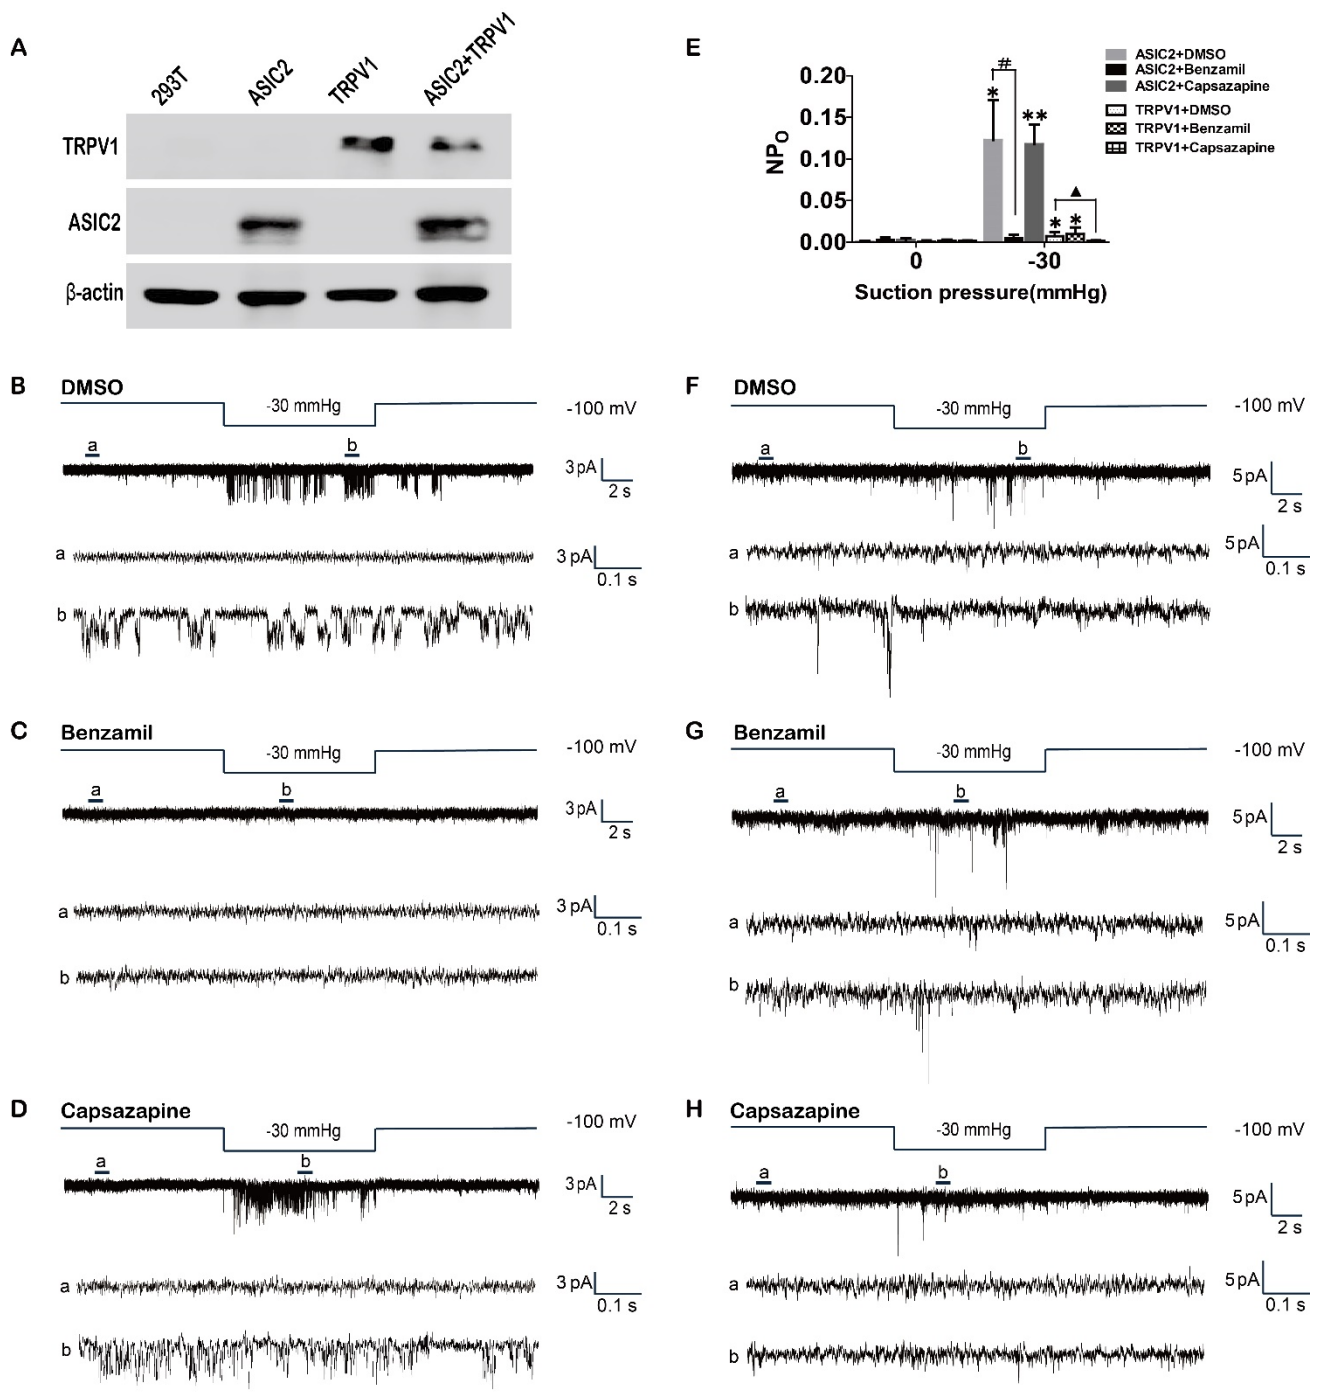 A
293T
ASIC2
TRPV1
ASIC2+TRPV1
TRPV1
ASIC2
β-actin
E
ASIC2+DMSO
ASIC2+Benzamil
ASIC2+Capsazapine
TRPV1+DMSO
TRPV1+Benzamil
TRPV1+Capsazapine
NPO
0.20
0.15
0.10
0.05
0.00
#
*
**
▲
*
*
0
-30
Suction pressure(mmHg)
B
DMSO
-30 mmHg
-100 mV
a
b
3 pA
2 s
a
3 pA
0.1 s
b
C
Benzamil
-30 mmHg
-100 mV
a
b
3 pA
2 s
a
3 pA
0.1 s
b
D
Capsazapine
-30 mmHg
-100 mV
a
b
3 pA
2 s
a
3 pA
0.1 s
b
F
DMSO
-30 mmHg
-100 mV
a
b
5 pA
2 s
a
5 pA
0.1 s
b
G
Benzamil
-30 mmHg
-100 mV
a
b
5 pA
2 s
a
5 pA
0.1 s
b
H
Capsazapine
-30 mmHg
-100 mV
a
b
5 pA
2 s
a
5 pA
0.1 s
b